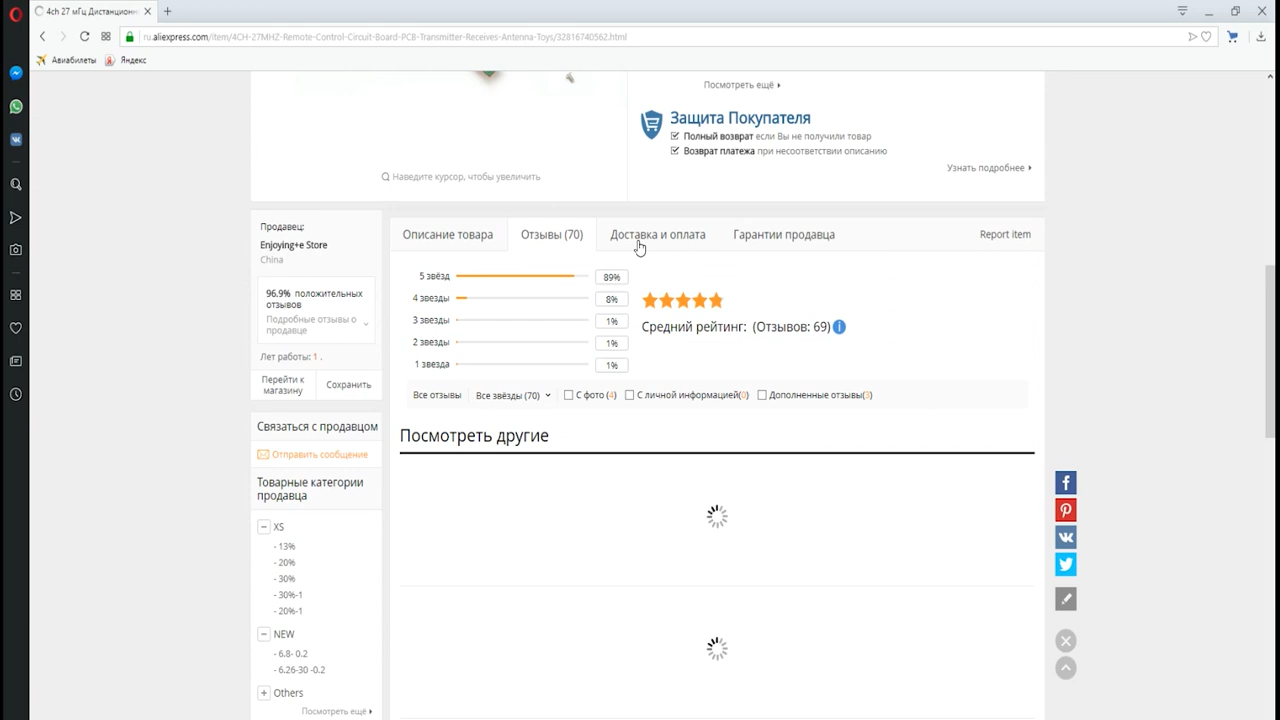 4ch 27 мГц Дистанцион
ru.aliexpress.com/item/4CH-27MHZ-Remote-Control-Circuit-Board-PCB-Transmitter-Receives-Antenna-Toys/32816740562.html
Авиабилеты Яндекс
Посмотреть ещё
Защита Покупателя
Полный возврат если Вы не получили товар
Возврат платежа при несоответствии описанию
Узнать подробнее
Наведите курсор, чтобы увеличить
Продавец:
Enjoying+e Store
China
96.9% положительных
отзывов
Подробные отзывы о
продавце
Лет работы: 1 .
Перейти к
магазину
Сохранить
Связаться с продавцом
Отправить сообщение
Товарные категории
продавца
XS
- 13%
- 20%
- 30%
- 30%-1
- 20%-1
NEW
- 6.8- 0.2
- 6.26-30 -0.2
Others
Посмотреть ещё
Описание товара Отзывы (70) Доставка и оплата Гарантии продавца Report item
5 звёзд 89%
4 звезды 8%
3 звезды 1%
2 звезды 1%
1 звезда 1%
Средний рейтинг: (Отзывов: 69)
Все отзывы Все звёзды (70) С фото (4) С личной информацией(0) Дополненные отзывы(3)
Посмотреть другие